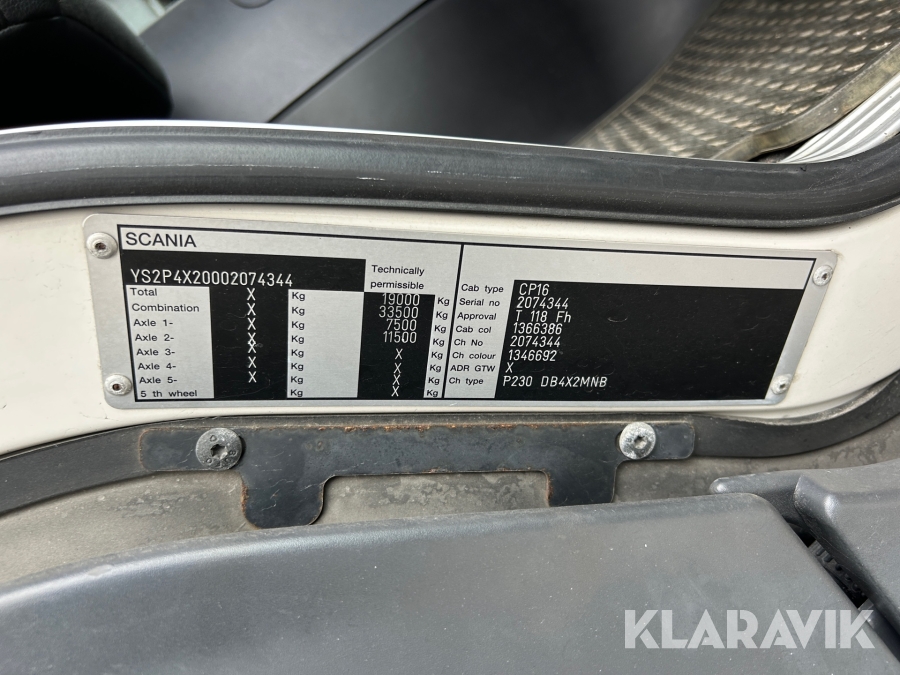 SCANIA
YS2P4X20002074344
Technically
permissible
Total X Kg 19000 Kg
Combination X Kg 33500 Kg
Axle 1- X Kg 7500 Kg
Axle 2- X Kg 11500 Kg
Axle 3- X Kg X Kg
Axle 4- X Kg X Kg
Axle 5- X Kg X Kg
5 th wheel Kg X Kg
Cab type CP16
Serial no 2074344
Approval T 118 Fh
Cab col 1366386
Ch No 2074344
Ch colour 1346692
ADR GTW X
Ch type P230 DB4X2MNB
KLARAVIK